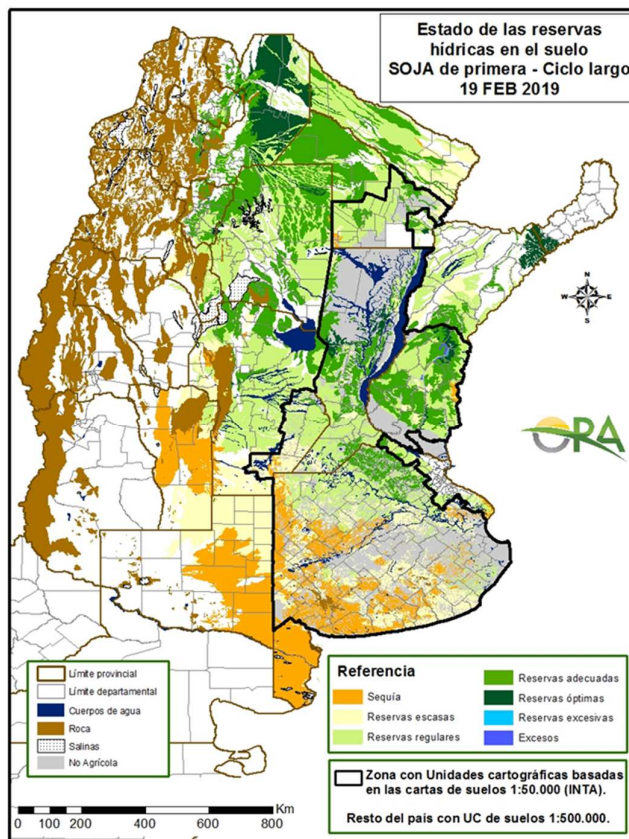 Estado de las reservas
hídricas en el suelo
SOJA de primera - Ciclo largo
19 FEB 2019
N
W E
S
ORA
Límite provincial
Límite departamental
Cuerpos de agua
Roca
Salinas
No Agrícola
Referencia
Sequía
Reservas escasas
Reservas regulares
Reservas adecuadas
Reservas óptimas
Reservas excesivas
Excesos
Zona con Unidades cartográficas basadas
en las cartas de suelos 1:50.000 (INTA).
Resto del país con UC de suelos 1:500.000.
0 100 200 400 600 800 Km